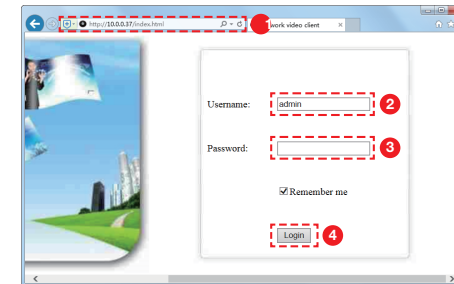 http://10.0.0.37/index.html
work video client
Username: admin 2
Password: 3
Remember me
Login 4